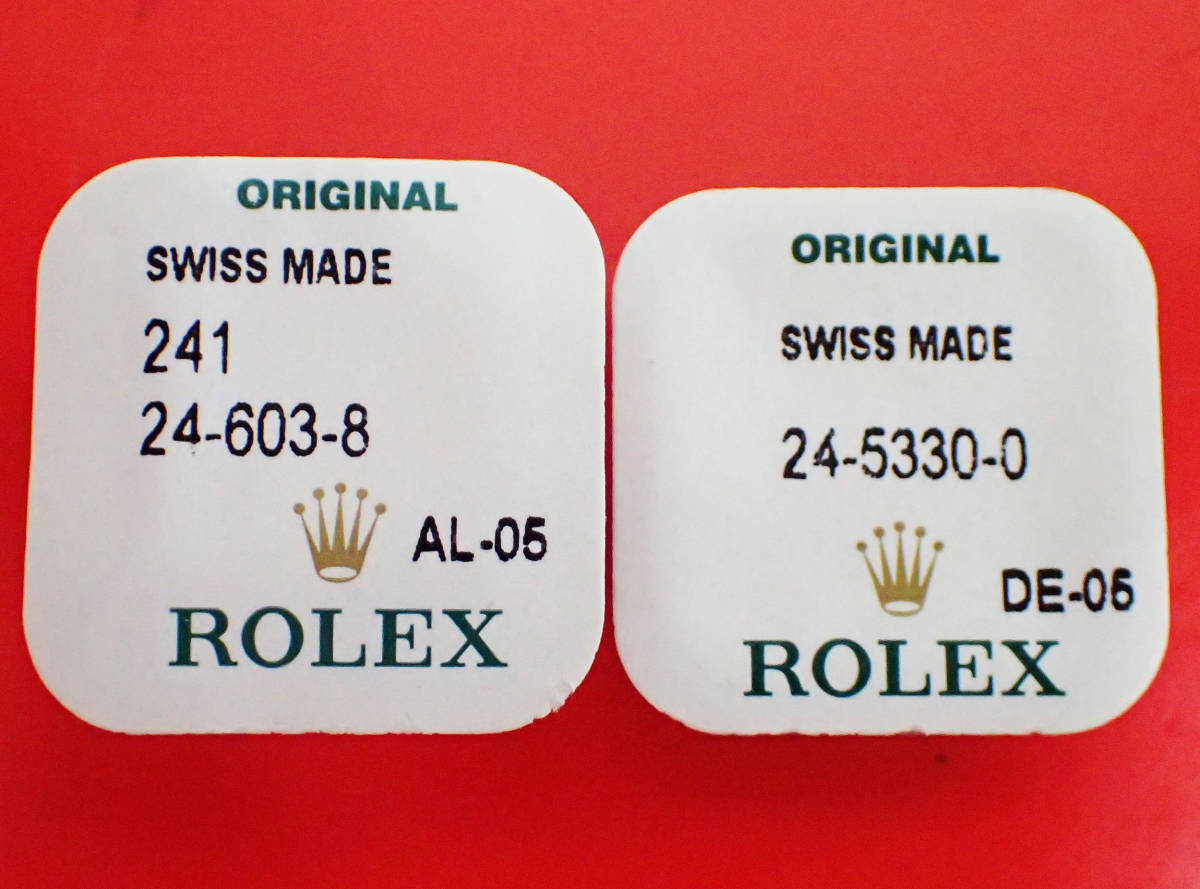 ORIGINAL
SWISS MADE
241
24-603-8
AL-05
ROLEX
ORIGINAL
SWISS MADE
24-5330-0
DE-06
ROLEX